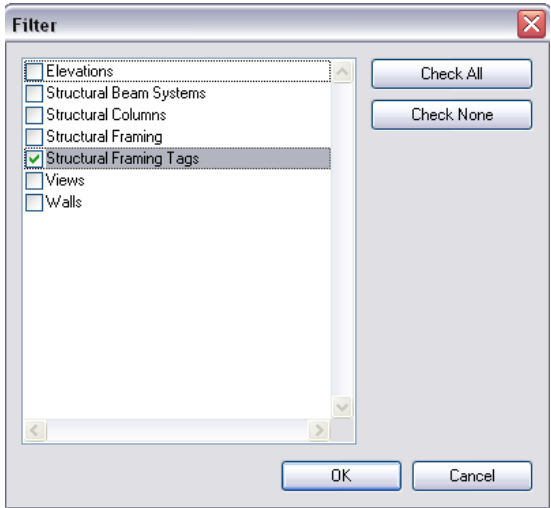 Filter
Elevations
Structural Beam Systems
Structural Columns
Structural Framing
Structural Framing Tags
Views
Walls
Check All
Check None
OK
Cancel